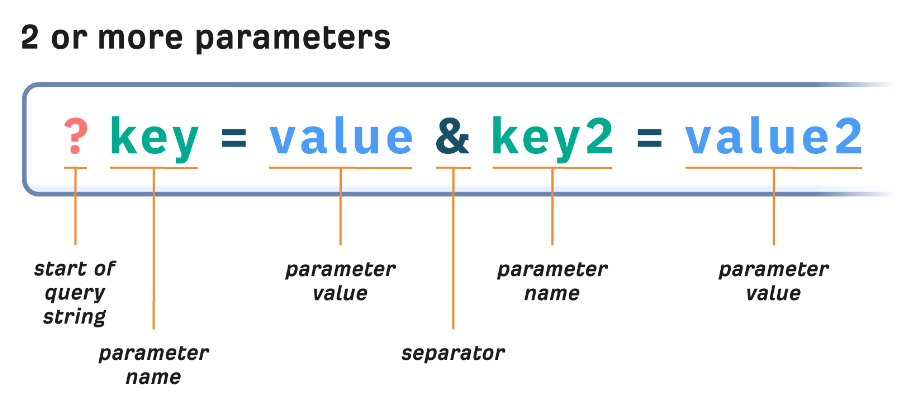 2 or more parameters
? key = value & key2 = value2
start of
query
string
parameter
name
parameter
value
separator
parameter
name
parameter
value